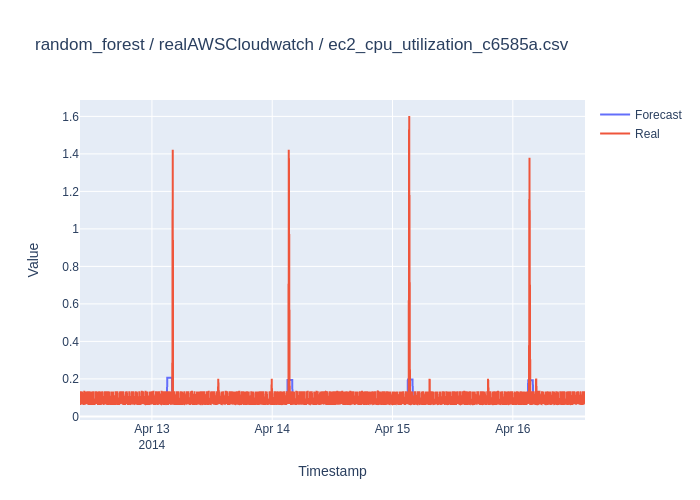 random_forest / realAWSCloudwatch / ec2_cpu_utilization_c6585a.csv
Forecast
Real
1.6
1.4
1.2
1
0.8
0.6
0.4
0.2
0
Value
Apr 13
2014
Apr 14
Apr 15
Apr 16
Timestamp